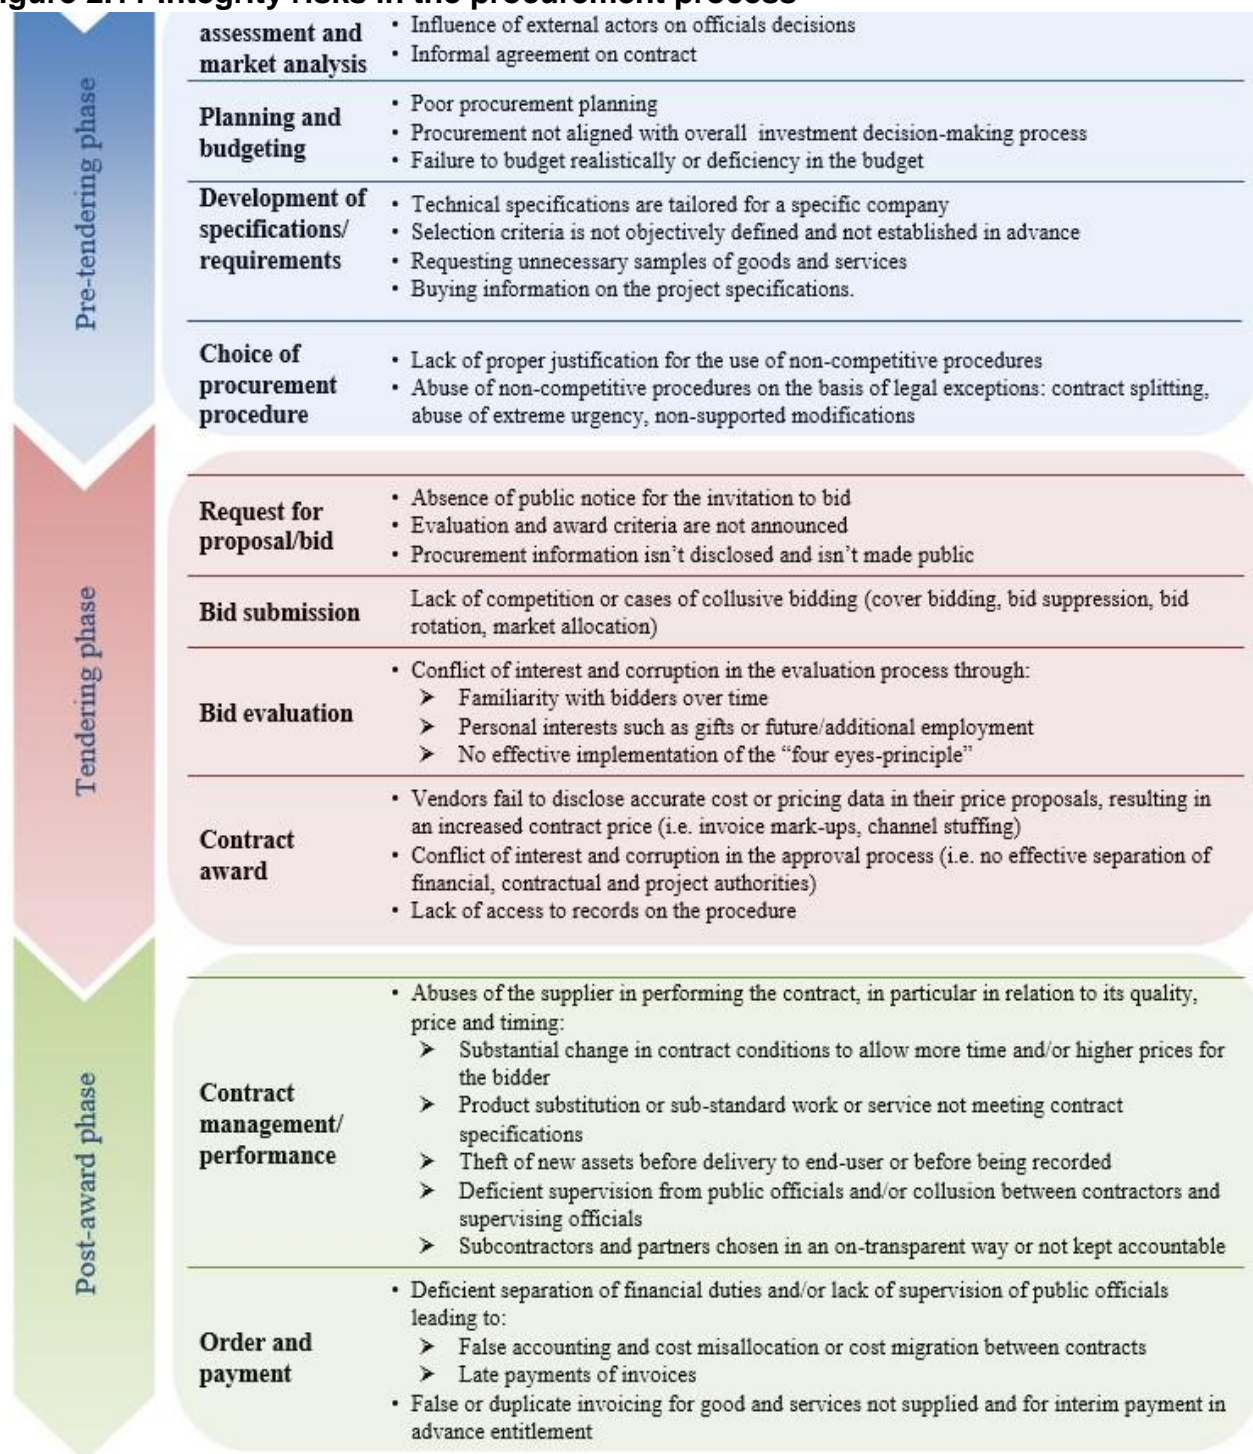 Integrity risks in the procurement process
Pre-tendering phase
assessment and
market analysis
• Influence of external actors on officials decisions
• Informal agreement on contract
Planning and
budgeting
• Poor procurement planning
• Procurement not aligned with overall investment decision-making process
• Failure to budget realistically or deficiency in the budget
Development of
specifications/
requirements
• Technical specifications are tailored for a specific company
• Selection criteria is not objectively defined and not established in advance
• Requesting unnecessary samples of goods and services
• Buying information on the project specifications.
Choice of
procurement
procedure
• Lack of proper justification for the use of non-competitive procedures
• Abuse of non-competitive procedures on the basis of legal exceptions: contract splitting,
abuse of extreme urgency, non-supported modifications
Tendering phase
Request for
proposal/bid
• Absence of public notice for the invitation to bid
• Evaluation and award criteria are not announced
• Procurement information isn’t disclosed and isn’t made public
Bid submission
Lack of competition or cases of collusive bidding (cover bidding, bid suppression, bid
rotation, market allocation)
Bid evaluation
• Conflict of interest and corruption in the evaluation process through:
➢ Familiarity with bidders over time
➢ Personal interests such as gifts or future/additional employment
➢ No effective implementation of the “four eyes-principle”
Contract
award
• Vendors fail to disclose accurate cost or pricing data in their price proposals, resulting in
an increased contract price (i.e. invoice mark-ups, channel stuffing)
• Conflict of interest and corruption in the approval process (i.e. no effective separation of
financial, contractual and project authorities)
• Lack of access to records on the procedure
Post-award phase
Contract
management/
performance
• Abuses of the supplier in performing the contract, in particular in relation to its quality,
price and timing:
➢ Substantial change in contract conditions to allow more time and/or higher prices for
the bidder
➢ Product substitution or sub-standard work or service not meeting contract
specifications
➢ Theft of new assets before delivery to end-user or before being recorded
➢ Deficient supervision from public officials and/or collusion between contractors and
supervising officials
➢ Subcontractors and partners chosen in an on-transparent way or not kept accountable
Order and
payment
• Deficient separation of financial duties and/or lack of supervision of public officials
leading to:
➢ False accounting and cost misallocation or cost migration between contracts
➢ Late payments of invoices
• False or duplicate invoicing for good and services not supplied and for interim payment in
advance entitlement